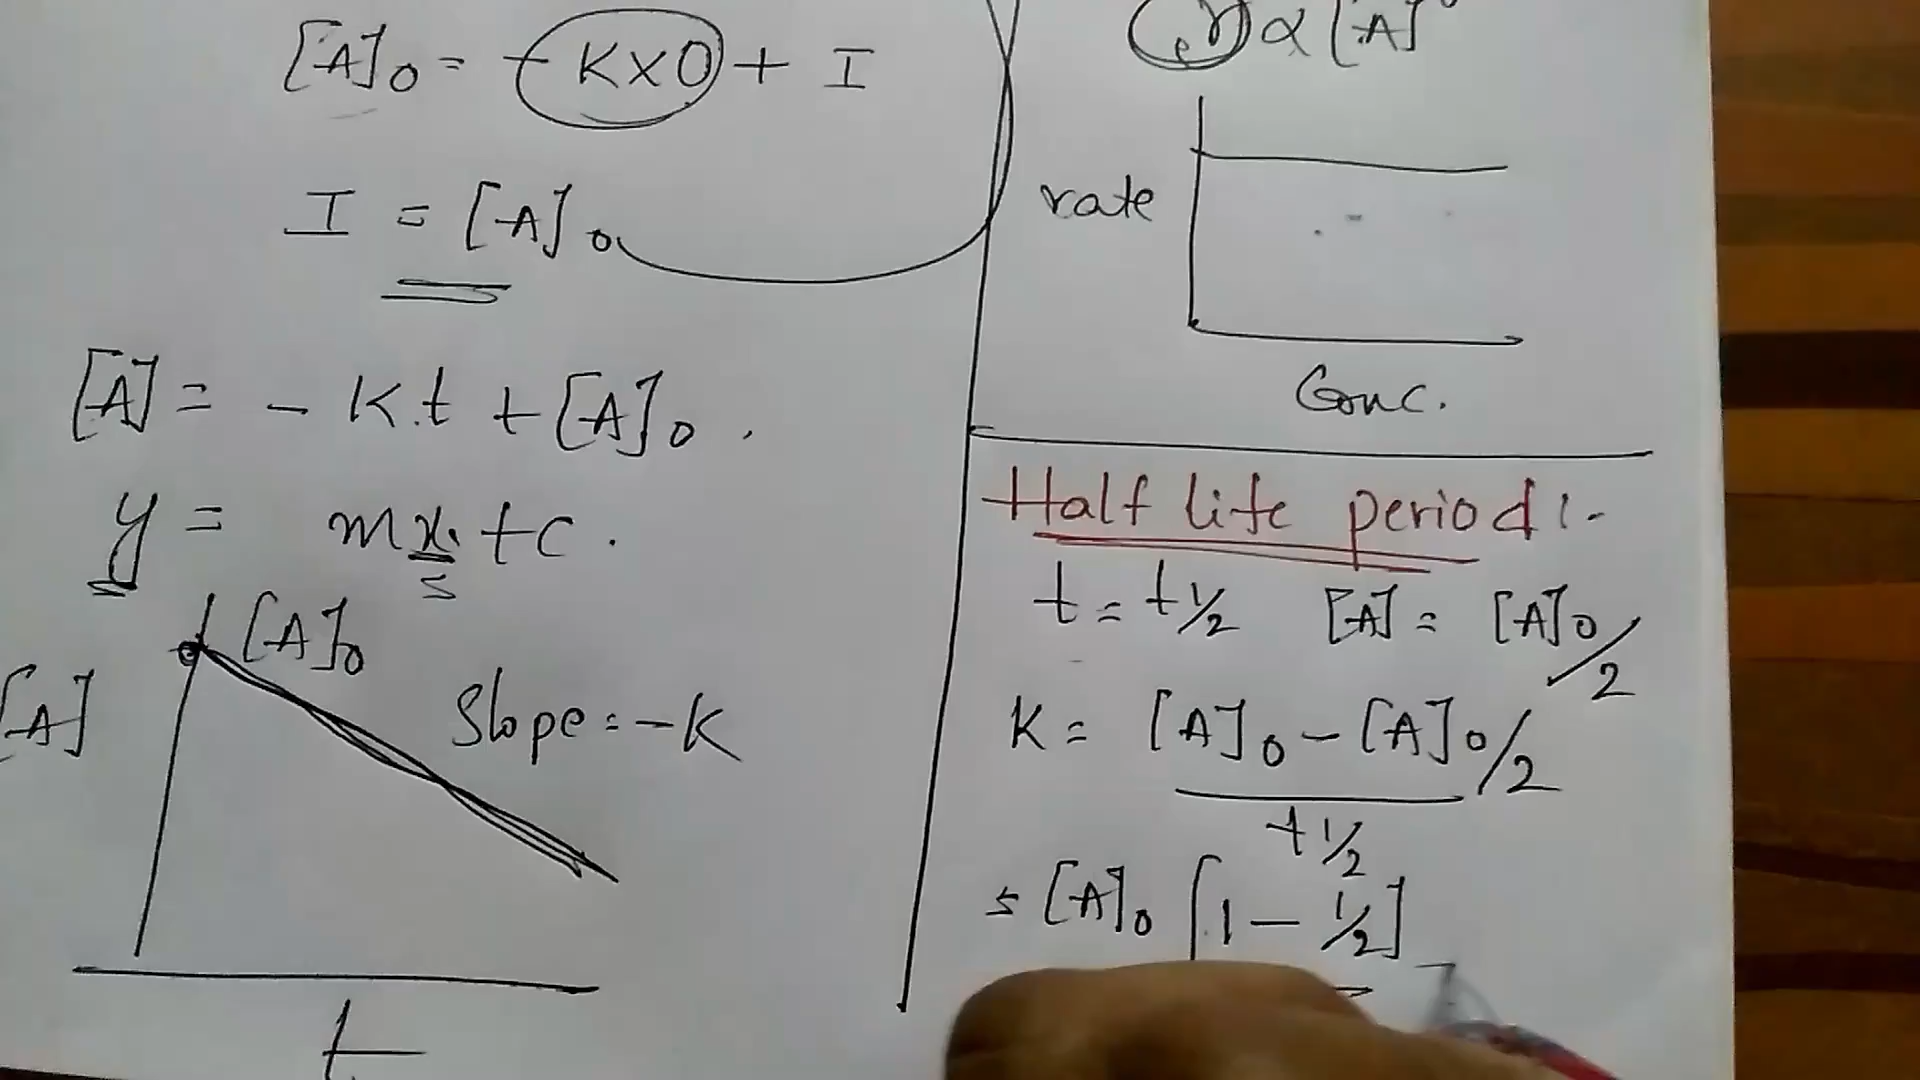 [A]₀ = - K×0 + I
I = [A]₀
[A] = - K.t + [A]₀.
y = mx + c.
[A]₀
[A]
Slope = -K
t
r ∝ [A]⁰
rate
Conc.
Half life period :-
t = t½ [A] = [A]₀/2
K = [A]₀ - [A]₀/2
t½
= [A]₀ [1 - ½]